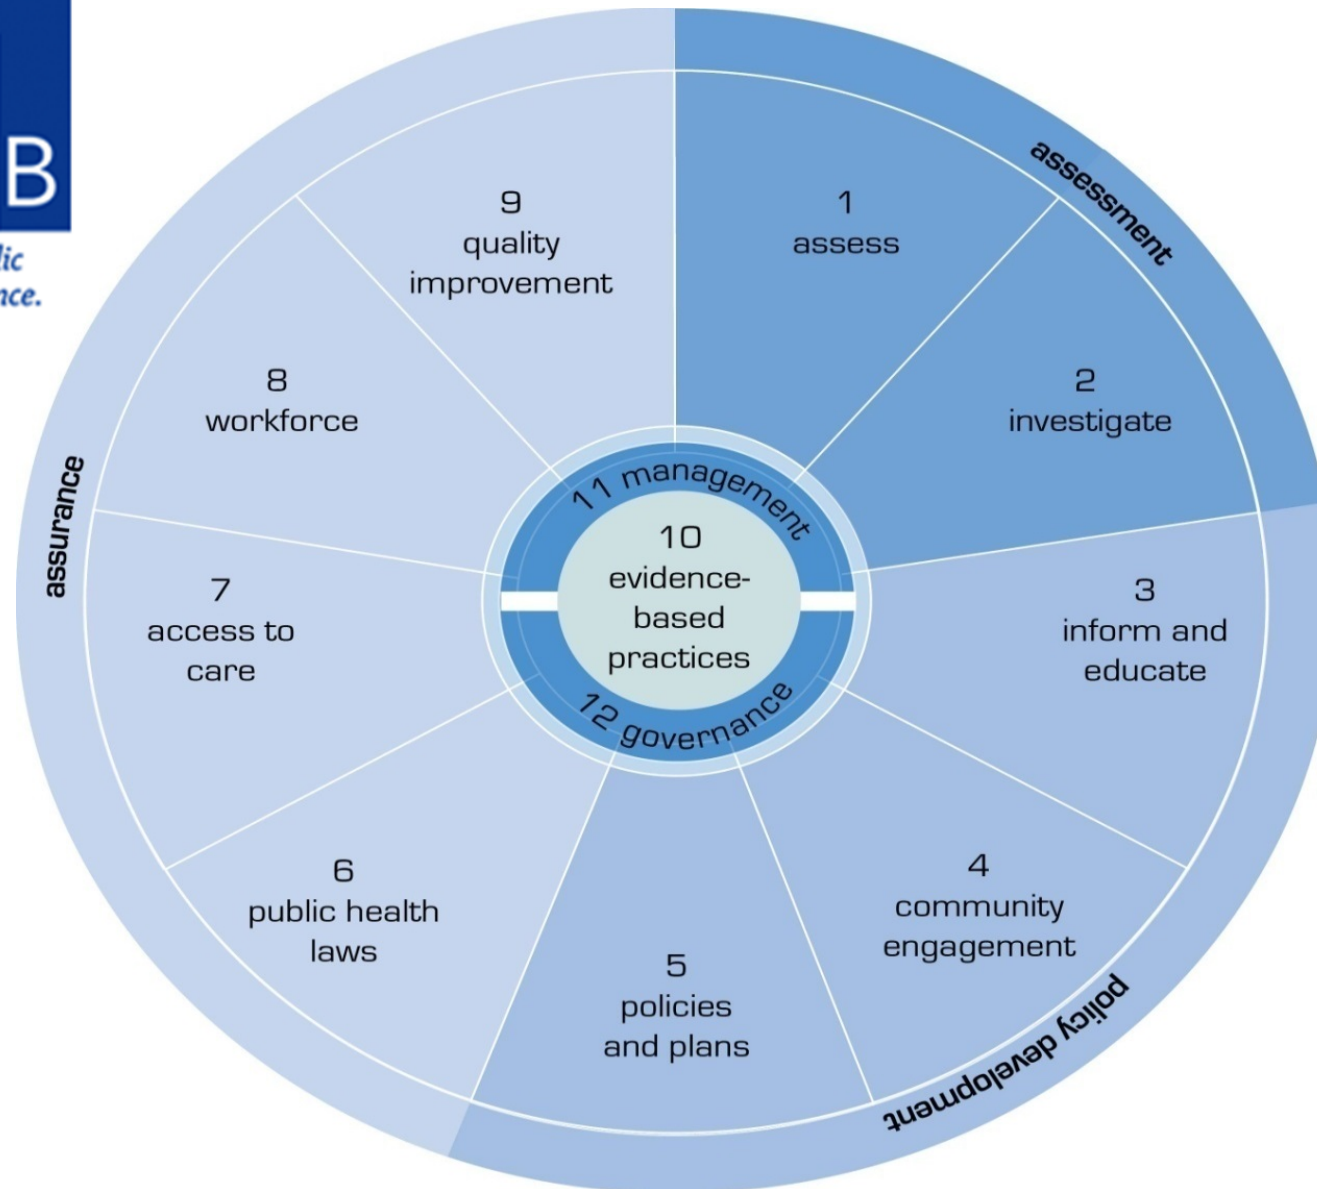 B
nce.
assessment
1
assess
2
investigate
3
inform and
educate
policy development
4
community
engagement
5
policies
and plans
6
public health
laws
assurance
7
access to
care
8
workforce
9
quality
improvement
11 management
10
evidence-
based
practices
12 governance